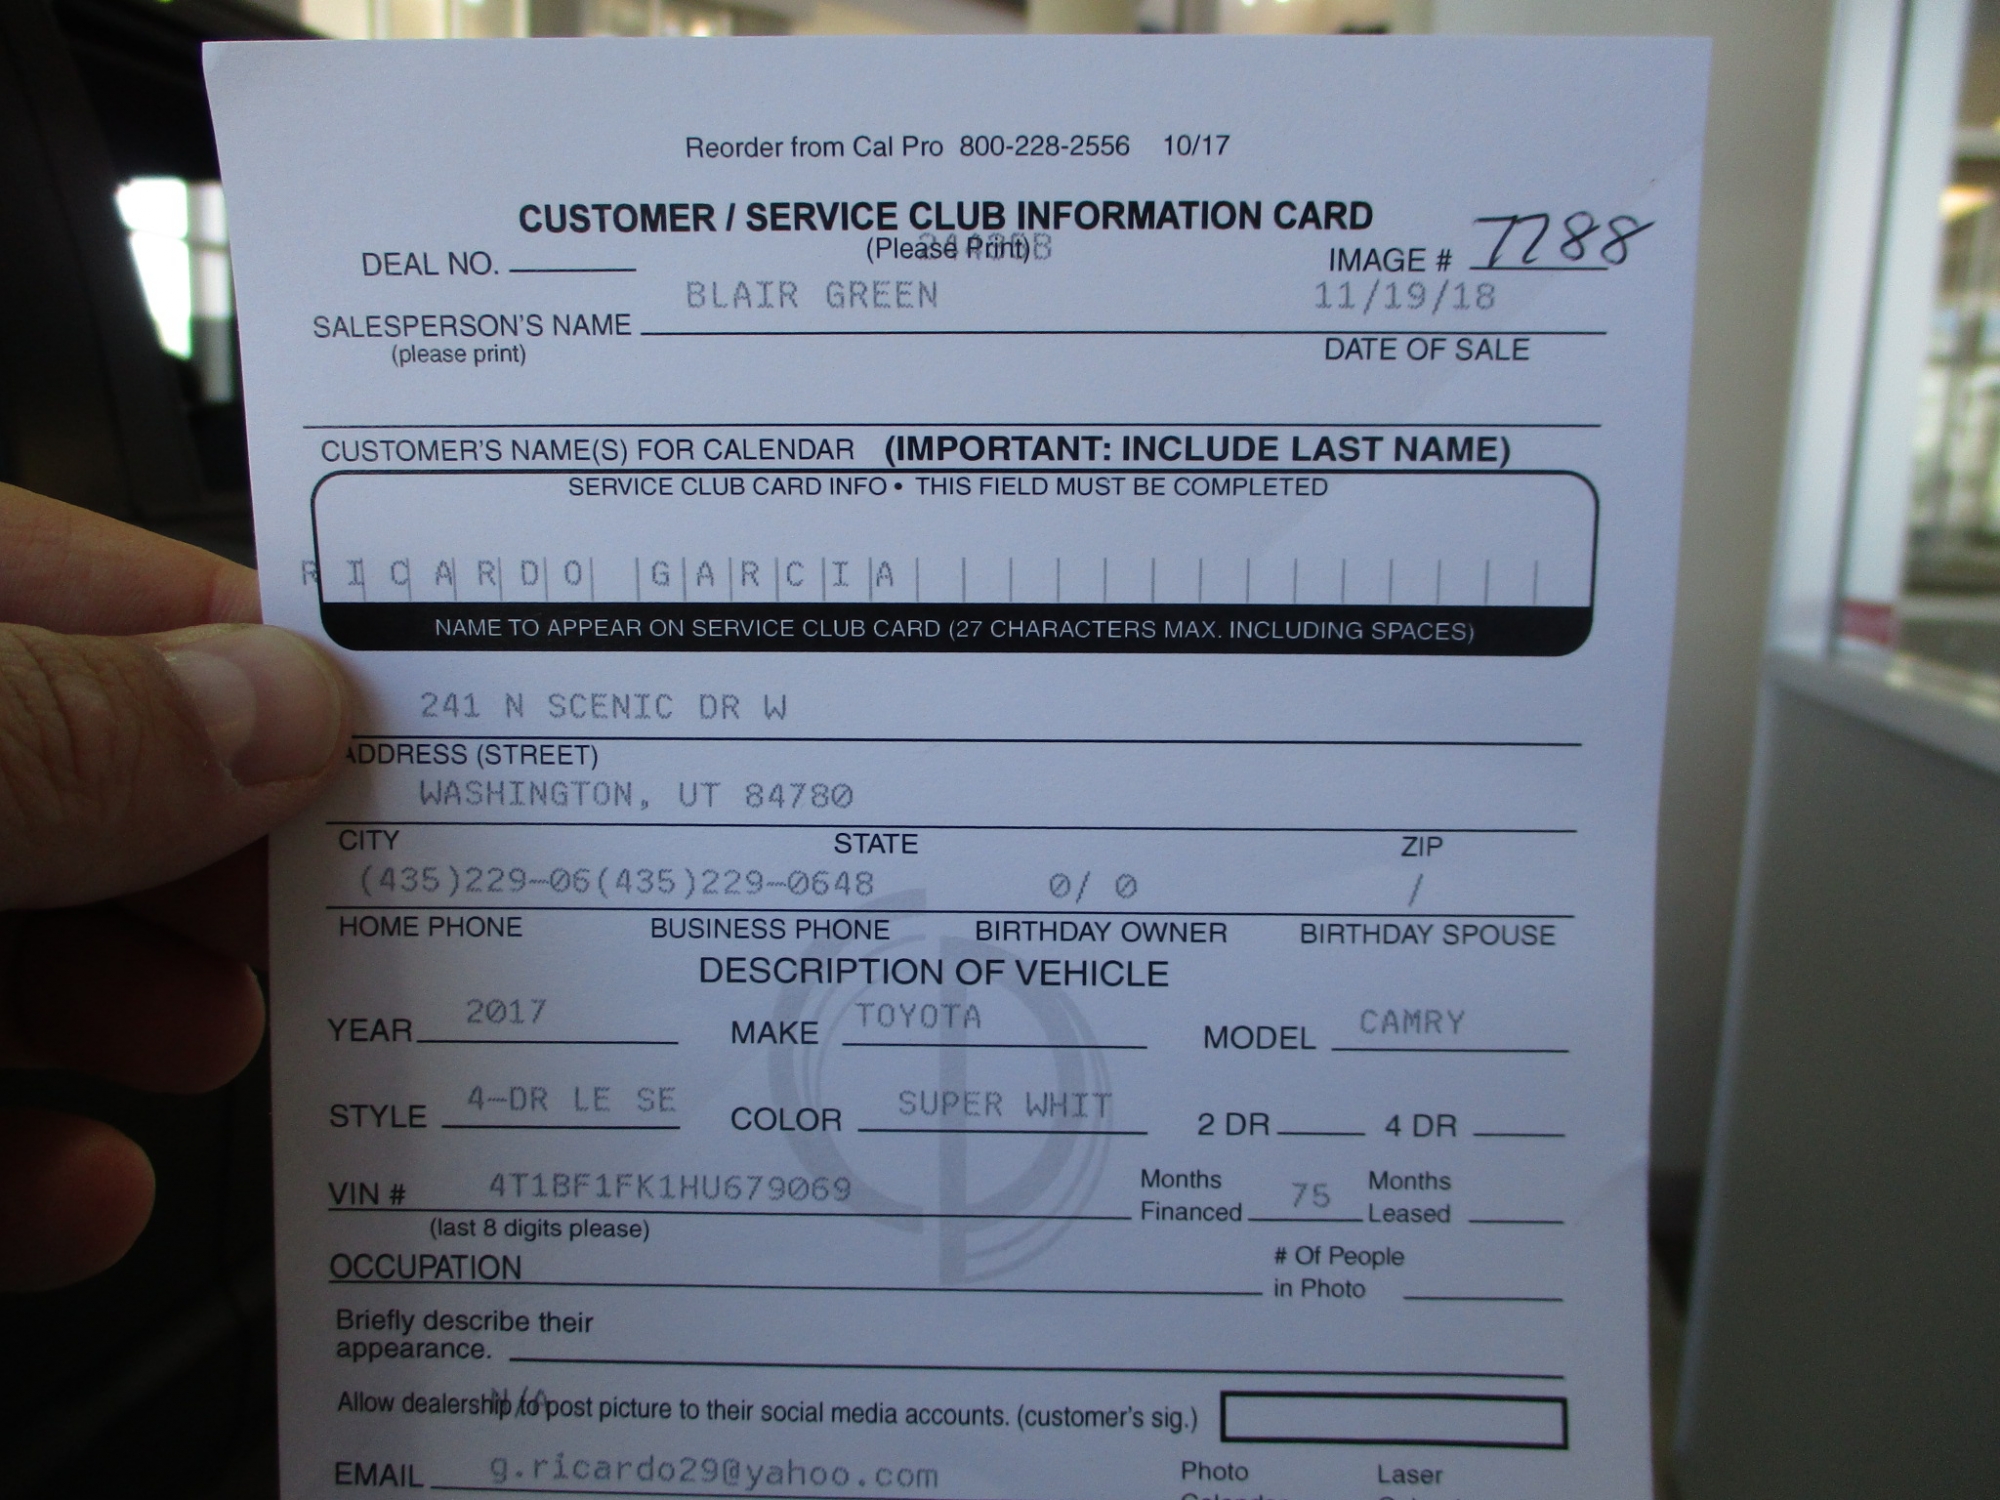 Reorder from Cal Pro 800-228-2556 10/17
CUSTOMER / SERVICE CLUB INFORMATION CARD
(Please Print)
DEAL NO. IMAGE # 7788
BLAIR GREEN 11/19/18
SALESPERSON'S NAME
(please print) DATE OF SALE
CUSTOMER'S NAME(S) FOR CALENDAR (IMPORTANT: INCLUDE LAST NAME)
SERVICE CLUB CARD INFO • THIS FIELD MUST BE COMPLETED
RICARDO GARCIA
NAME TO APPEAR ON SERVICE CLUB CARD (27 CHARACTERS MAX. INCLUDING SPACES)
241 N SCENIC DR W
ADDRESS (STREET)
WASHINGTON, UT 84780
CITY STATE ZIP
(435)229-06(435)229-0648 0/ 0 /
HOME PHONE BUSINESS PHONE BIRTHDAY OWNER BIRTHDAY SPOUSE
DESCRIPTION OF VEHICLE
YEAR 2017 MAKE TOYOTA MODEL CAMRY
STYLE 4-DR LE SE COLOR SUPER WHIT 2 DR 4 DR
VIN # 4T1BF1FK1HU679069 Months Financed 75 Months Leased
(last 8 digits please)
OCCUPATION # Of People in Photo
Briefly describe their
appearance.
Allow dealership to post picture to their social media accounts. (customer's sig.)
N/A
EMAIL g.ricardo29@yahoo.com Photo Laser